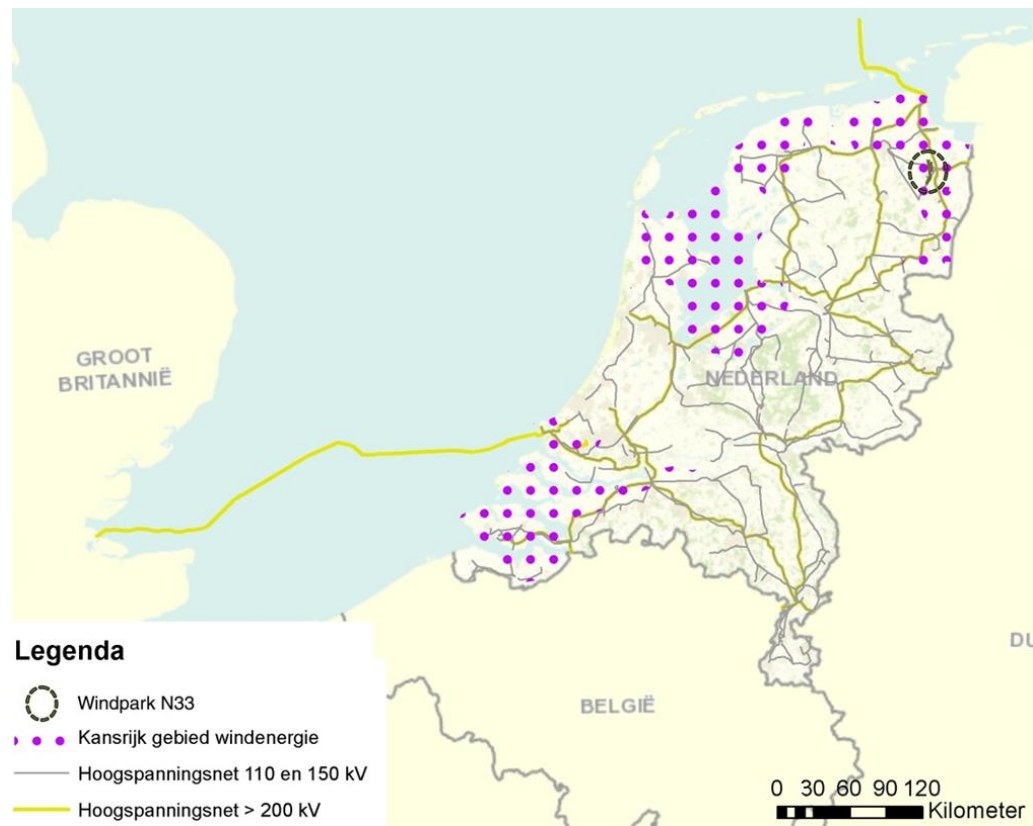 GROOT
BRITANNIË
NEDERLAND
BELGIË
DU
Legenda
Windpark N33
Kansrijk gebied windenergie
Hoogspanningsnet 110 en 150 kV
Hoogspanningsnet > 200 kV
0 30 60 90 120
Kilometer